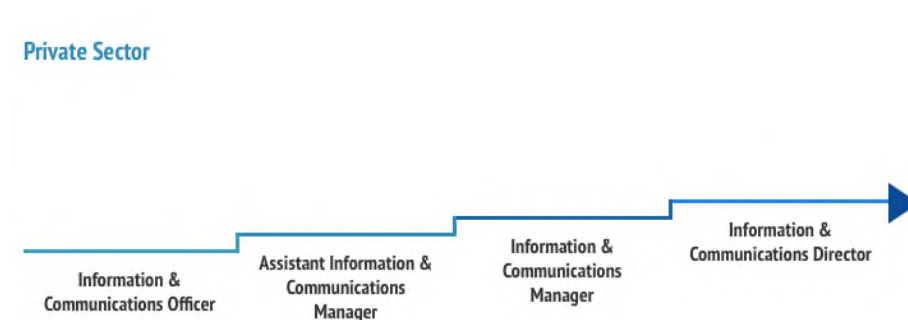 Private Sector
Information &
Communications Officer
Assistant Information &
Communications
Manager
Information &
Communications
Manager
Information &
Communications Director